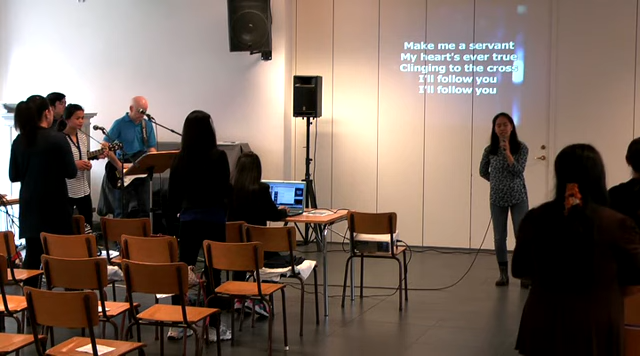 Make me a servant
My heart's ever true
Clinging to the cross
I'll follow you
I'll follow you